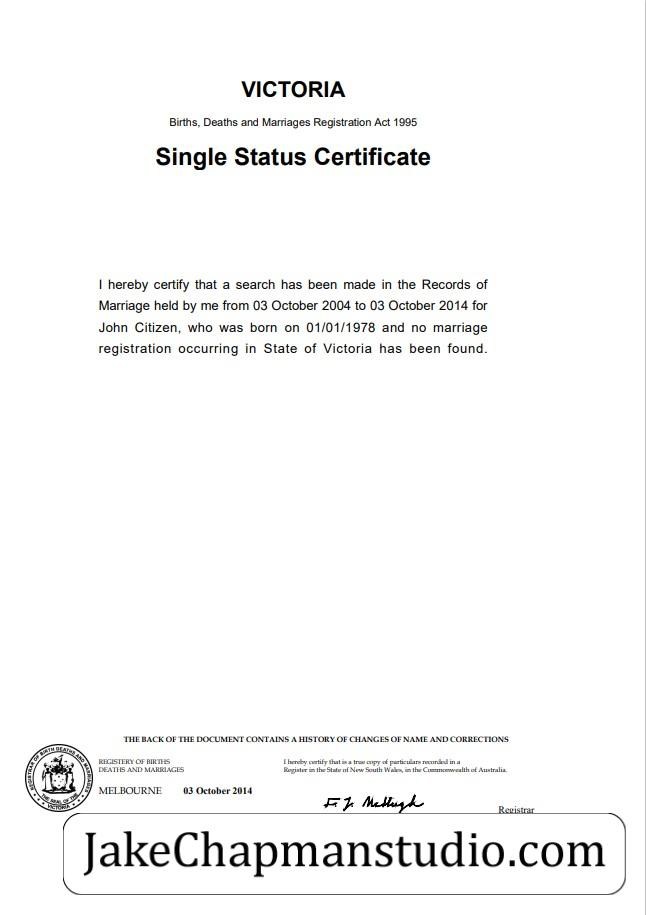 VICTORIA
Births, Deaths and Marriages Registration Act 1995
Single Status Certificate
I hereby certify that a search has been made in the Records of
Marriage held by me from 03 October 2004 to 03 October 2014 for
John Citizen, who was born on 01/01/1978 and no marriage
registration occurring in State of Victoria has been found.
THE BACK OF THE DOCUMENT CONTAINS A HISTORY OF CHANGES OF NAME AND CORRECTIONS
REGISTRAR OF BIRTH DEATHS AND MARRIAGES
THE SEAL OF THE
VICTORIA
REGISTERY OF BIRTHS
DEATHS AND MARRIAGES
I hereby certify that is a true copy of particulars recorded in a
Register in the State of New South Wales, in the Commonwealth of Australia.
MELBOURNE 03 October 2014
Registrar
JakeChapmanstudio.com